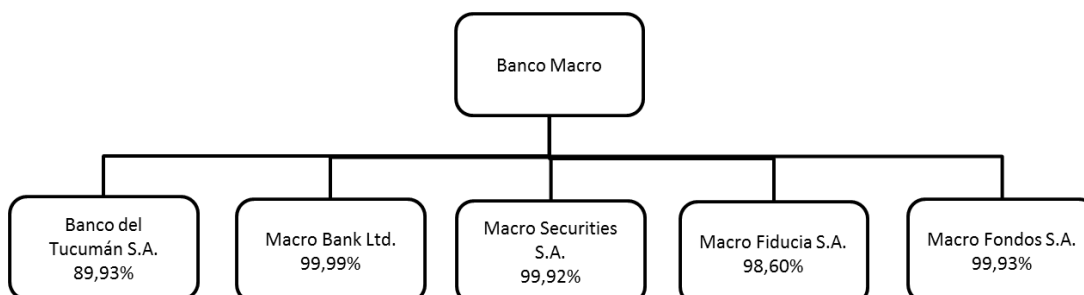 Banco Macro
Banco del
Tucumán S.A.
89,93%
Macro Bank Ltd.
99,99%
Macro Securities
S.A.
99,92%
Macro Fiducia S.A.
98,60%
Macro Fondos S.A.
99,93%